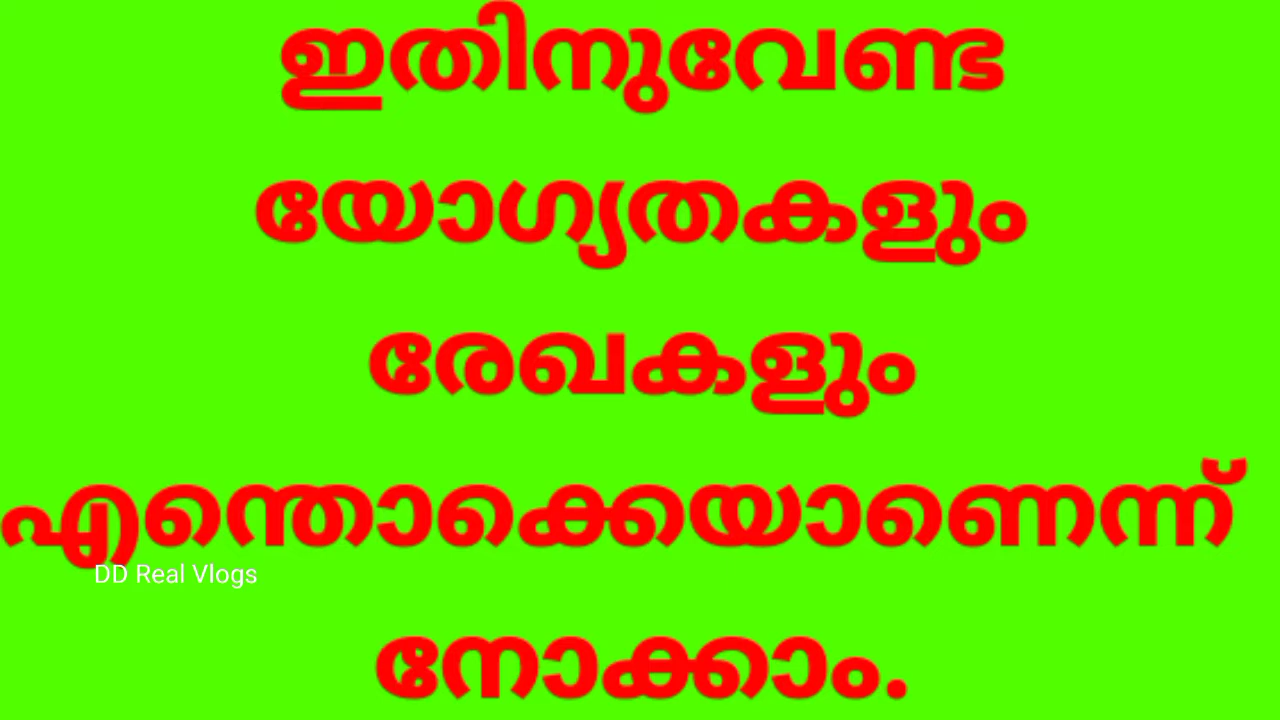 ഇതിനുവേണ്ട
യോഗ്യതകളും
രേഖകളും
എന്തൊക്കെയാണെന്ന്
DD Real Vlogs
നോക്കാം.